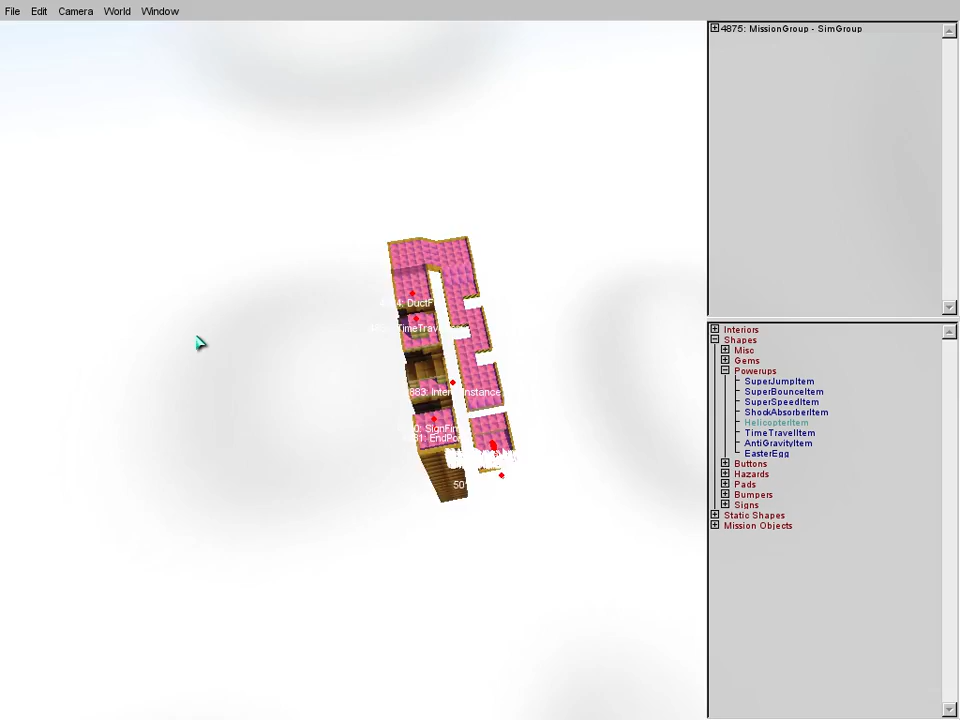 File Edit Camera World Window
4875: MissionGroup - SimGroup
Interiors
Shapes
Misc
Gems
Powerups
SuperJumpItem
SuperBounceItem
SuperSpeedItem
ShockAbsorberItem
HelicopterItem
TimeTravelItem
AntiGravityItem
EasterEgg
Buttons
Hazards
Pads
Bumpers
Signs
Static Shapes
Mission Objects